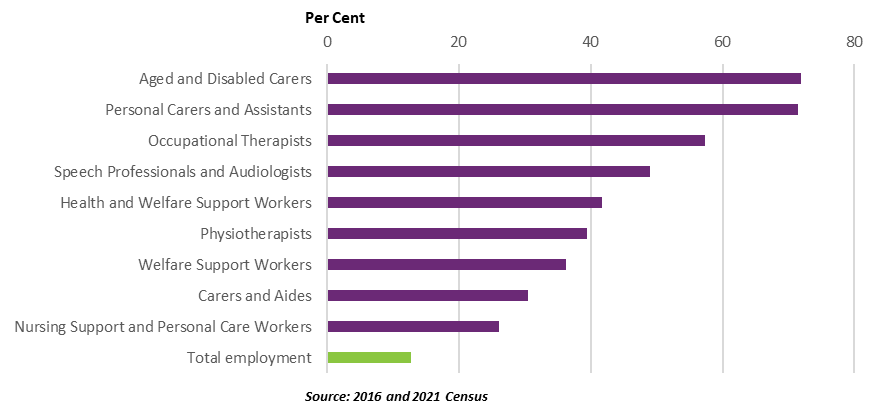 Per Cent
0 20 40 60 80
Aged and Disabled Carers
Personal Carers and Assistants
Occupational Therapists
Speech Professionals and Audiologists
Health and Welfare Support Workers
Physiotherapists
Welfare Support Workers
Carers and Aides
Nursing Support and Personal Care Workers
Total employment
Source: 2016 and 2021 Census